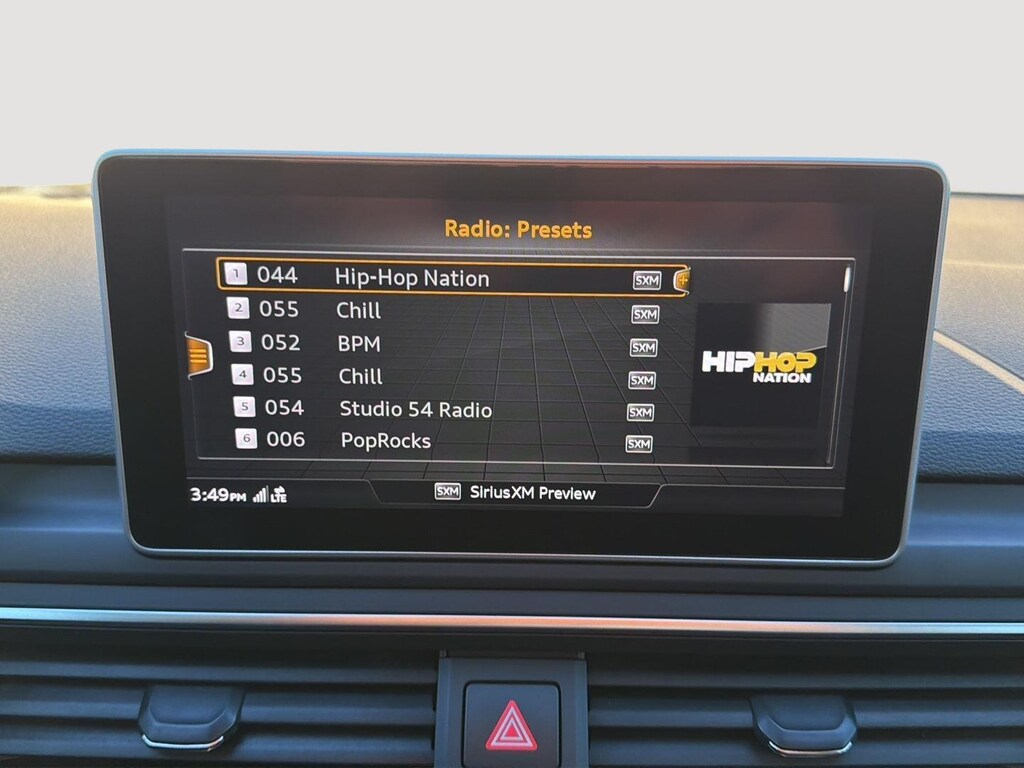 Radio: Presets
1 044 Hip-Hop Nation SXM +
2 055 Chill SXM
3 052 BPM SXM
4 055 Chill SXM
5 054 Studio 54 Radio SXM
6 006 PopRocks SXM
HIPHOP
NATION
3:49PM LTE SXM SiriusXM Preview